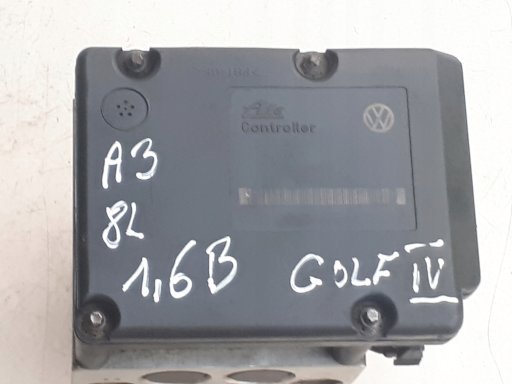 Ate
Controller
A3
8L
1,6B
GOLF IV